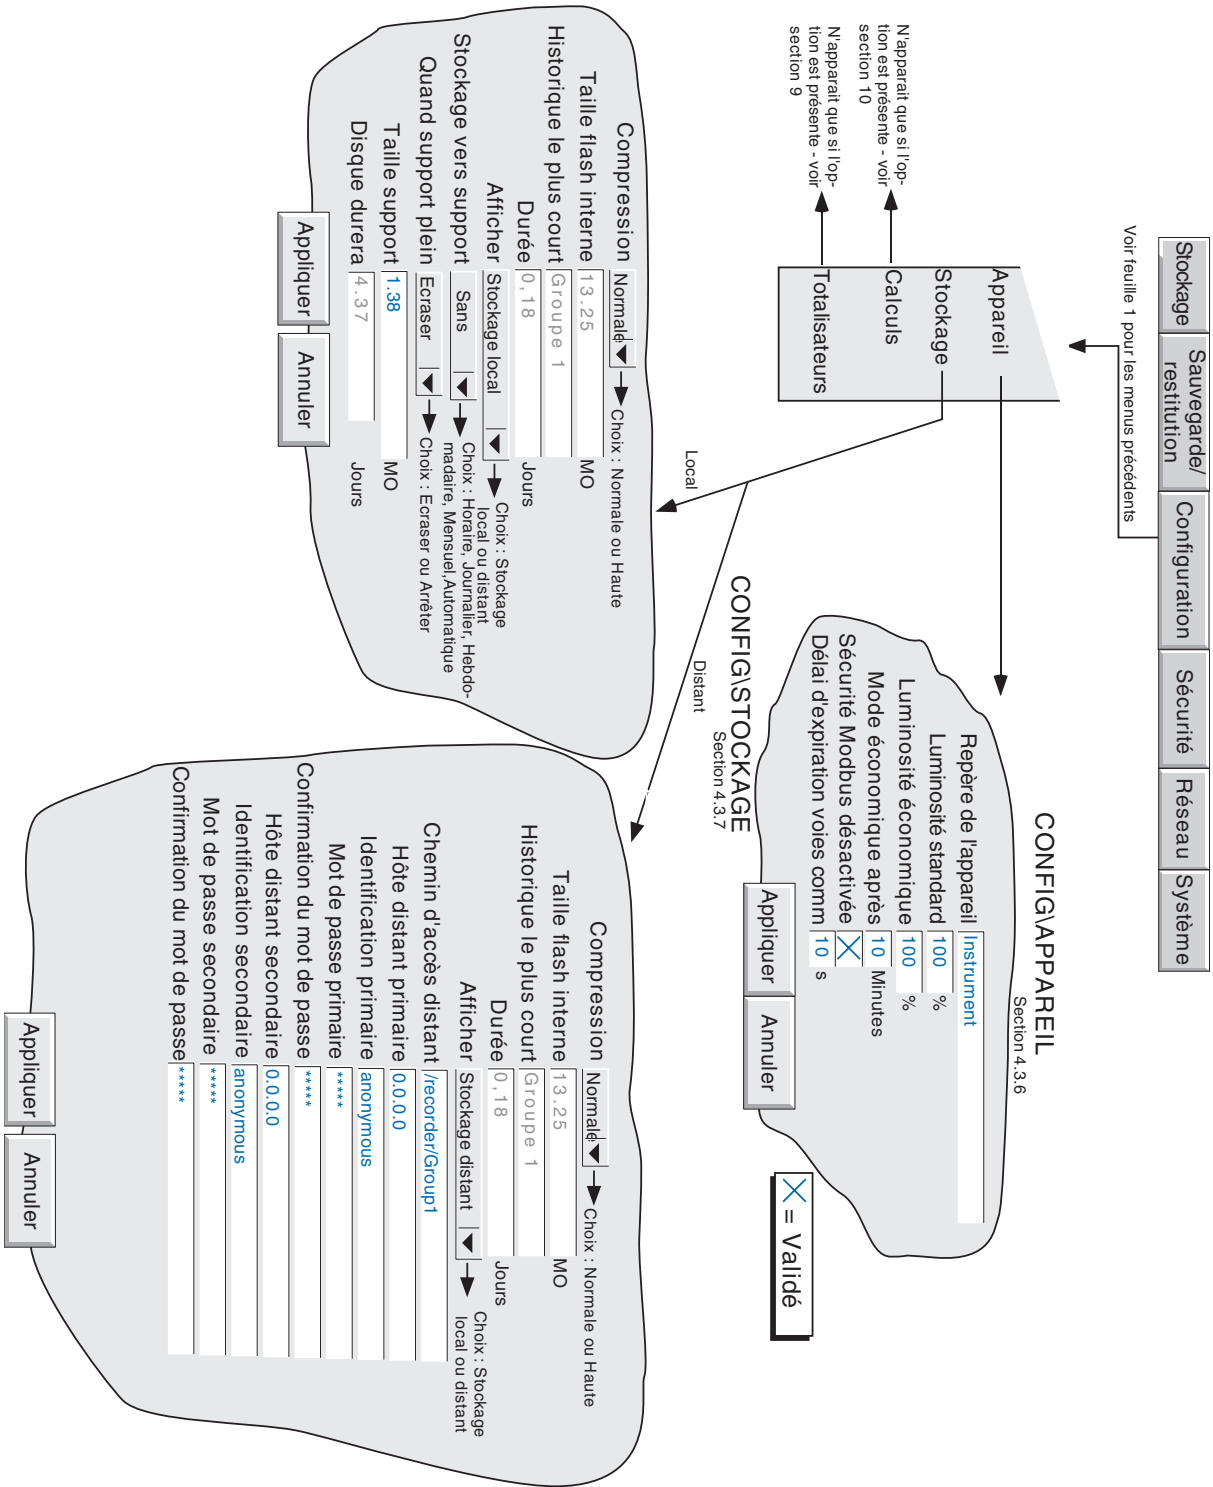 Stockage
Sauvegarde/
restitution
Configuration
Sécurité
Réseau
Système
Voir feuille 1 pour les menus précédents
Appareil
Stockage
Calculs
Totalisateurs
N'apparait que si l'op-
tion est présente - voir
section 10
N'apparait que si l'op-
tion est présente - voir
section 9
CONFIG\APPAREIL
Section 4.3.6
Repère de l'appareil Instrument
Luminosité standard 100 %
Luminosité économique 100 %
Mode économique après 10 Minutes
Sécurité Modbus désactivée X
Délai d'expiration voies comm 10 s
Appliquer Annuler
X = Validé
CONFIG\STOCKAGE
Section 4.3.7
Local
Distant
Compression Normale Choix : Normale ou Haute
Taille flash interne 13.25 MO
Historique le plus court Groupe 1
Durée 0,18 Jours
Afficher Stockage local Choix : Stockage
local ou distant
Stockage vers support Sans Choix : Horaire, Journalier, Hebdo-
madaire, Mensuel,Automatique
Quand support plein Ecraser Choix : Ecraser ou Arrêter
Taille support 1.38 MO
Disque durera 4.37 Jours
Appliquer Annuler
Compression Normale Choix : Normale ou Haute
Taille flash interne 13.25 MO
Historique le plus court Groupe 1
Durée 0,18 Jours
Afficher Stockage distant Choix : Stockage
local ou distant
Chemin d'accès distant /recorder/Group1
Hôte distant primaire 0.0.0.0
Identification primaire anonymous
Mot de passe primaire *****
Confirmation du mot de passe *****
Hôte distant secondaire 0.0.0.0
Identification secondaire anonymous
Mot de passe secondaire *****
Confirmation du mot de passe *****
Appliquer Annuler